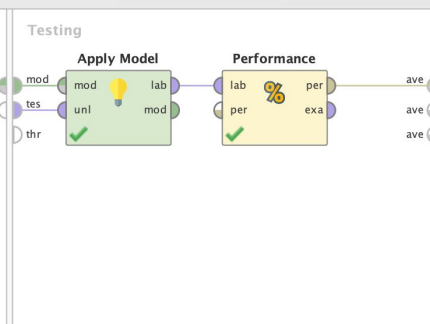 Testing
Apply Model Performance
mod mod lab lab per ave
tes unl mod per exa ave
thr ave